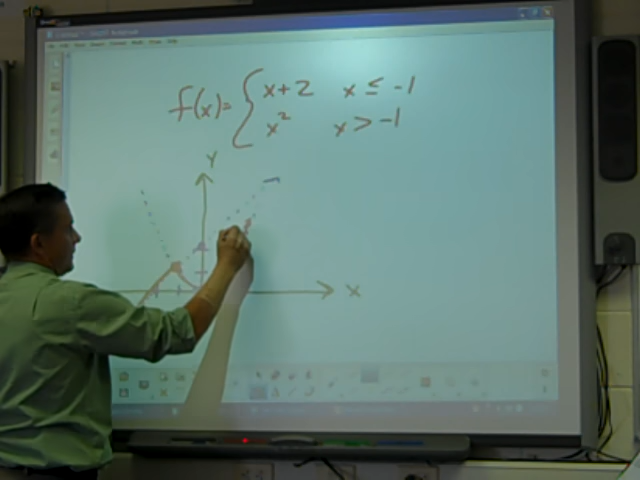 f(x)= { x+2 x ≤ -1
x² x > -1
Y
X